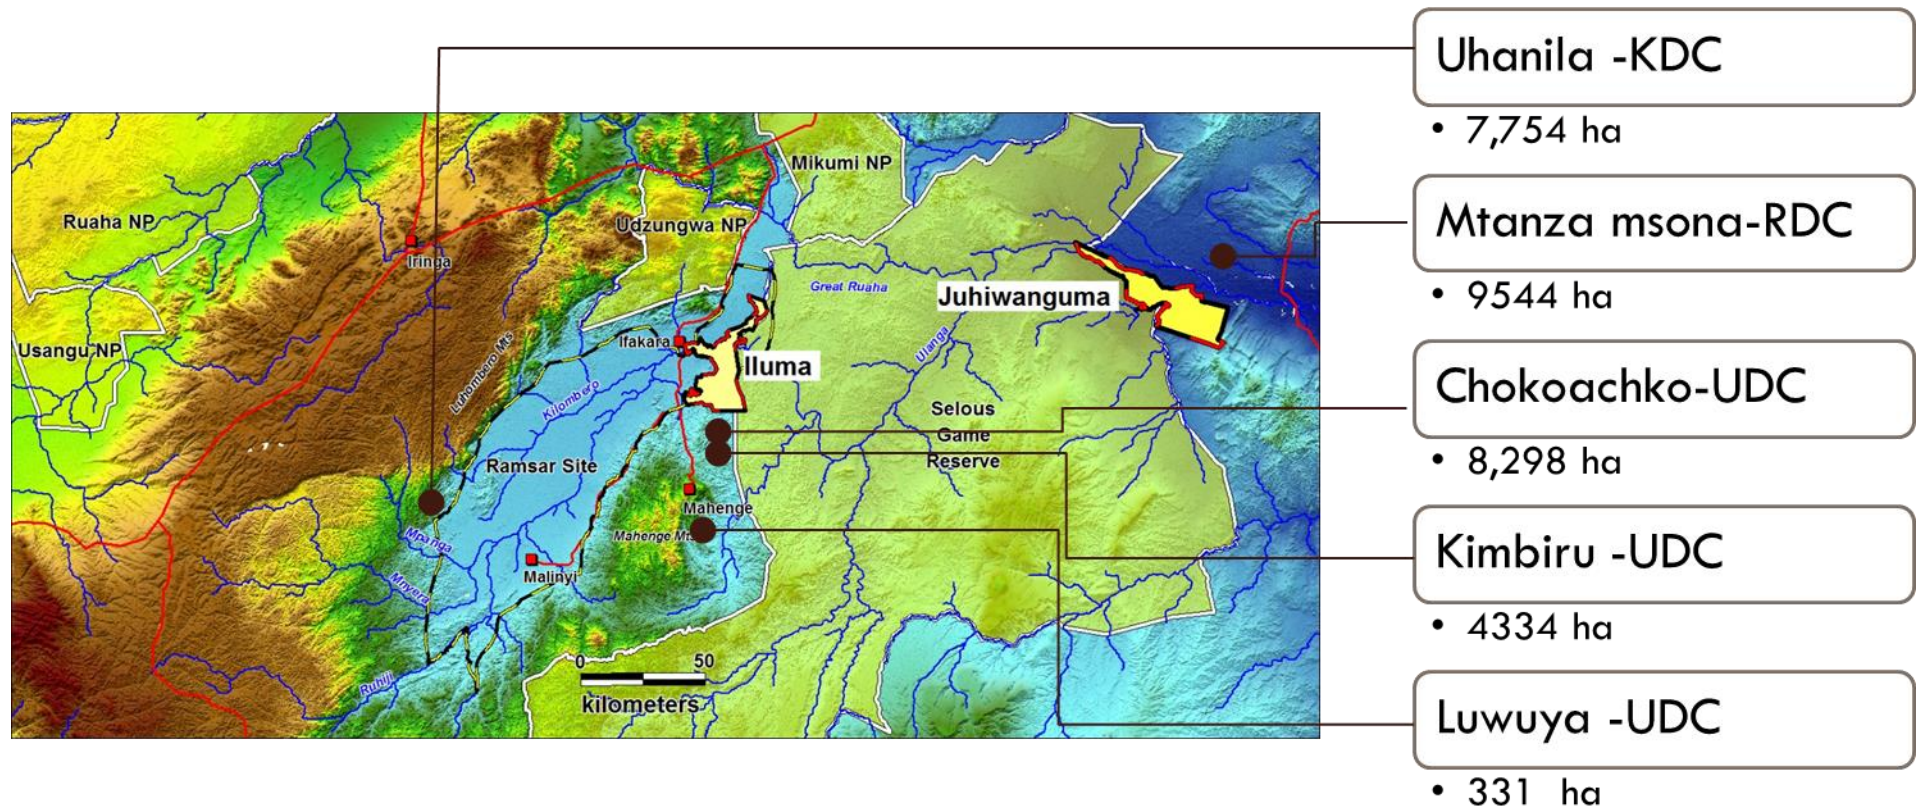 Uhanila -KDC
• 7,754 ha
Mtanza msona-RDC
• 9544 ha
Chokoachko-UDC
• 8,298 ha
Kimbiru -UDC
• 4334 ha
Luwuya -UDC
• 331 ha
Mikumi NP
Ruaha NP
Udzungwa NP
Iringa
Great Ruaha
Juhiwanguma
Usangu NP
Luhombero Mts
Ifakara
Iluma
Ulanga
Kilombero
Selous
Game
Reserve
Ramsar Site
Mahenge
Mahenge Mts
Mpanga
Malinyi
Mnyera
Ruhiji
0 50
kilometers